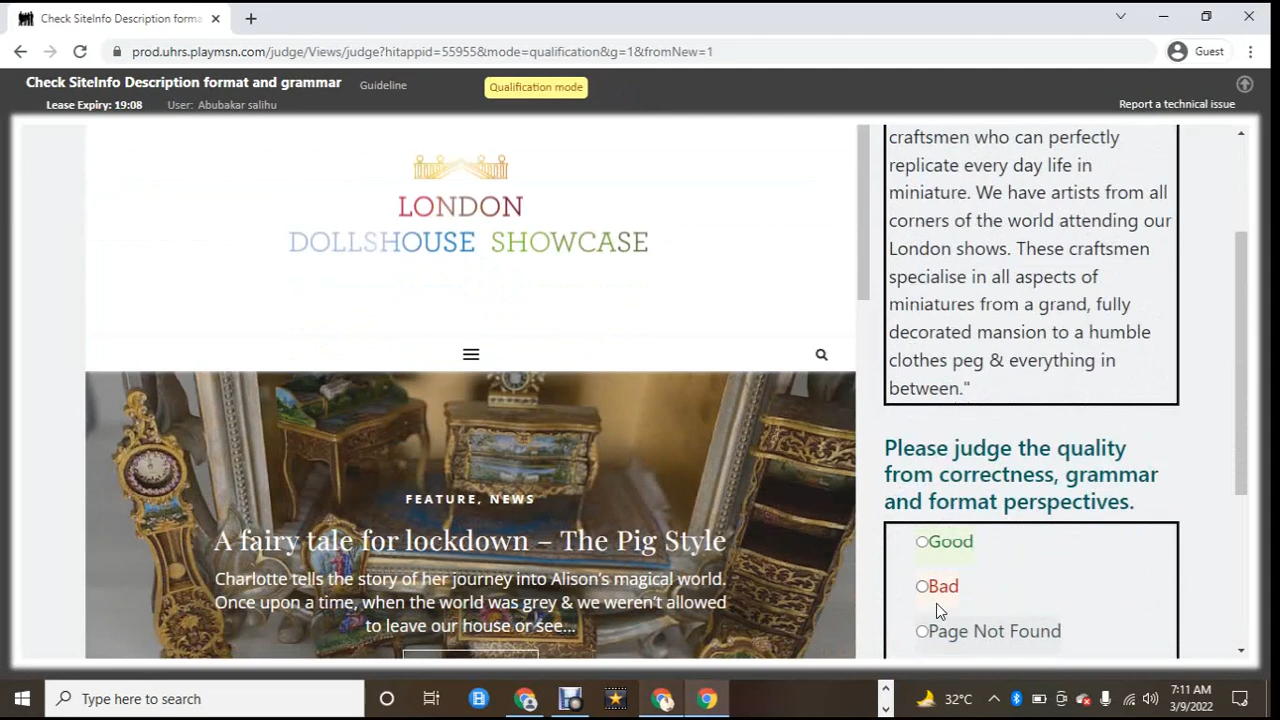 Check SiteInfo Description forma
prod.uhrs.playmsn.com/judge/Views/judge?hitappid=55955&mode=qualification&g=1&fromNew=1
Guest
Check SiteInfo Description format and grammar
Guideline
Qualification mode
Lease Expiry: 19:08
User: Abubakar salihu
Report a technical issue
LONDON
DOLLSHOUSE SHOWCASE
FEATURE, NEWS
A fairy tale for lockdown – The Pig Style
Charlotte tells the story of her journey into Alison's magical world.
Once upon a time, when the world was grey & we weren't allowed
to leave our house or see...
craftsmen who can perfectly
replicate every day life in
miniature. We have artists from all
corners of the world attending our
London shows. These craftsmen
specialise in all aspects of
miniatures from a grand, fully
decorated mansion to a humble
clothes peg & everything in
between."
Please judge the quality
from correctness, grammar
and format perspectives.
Good
Bad
Page Not Found
Type here to search
32°C
7:11 AM
3/9/2022